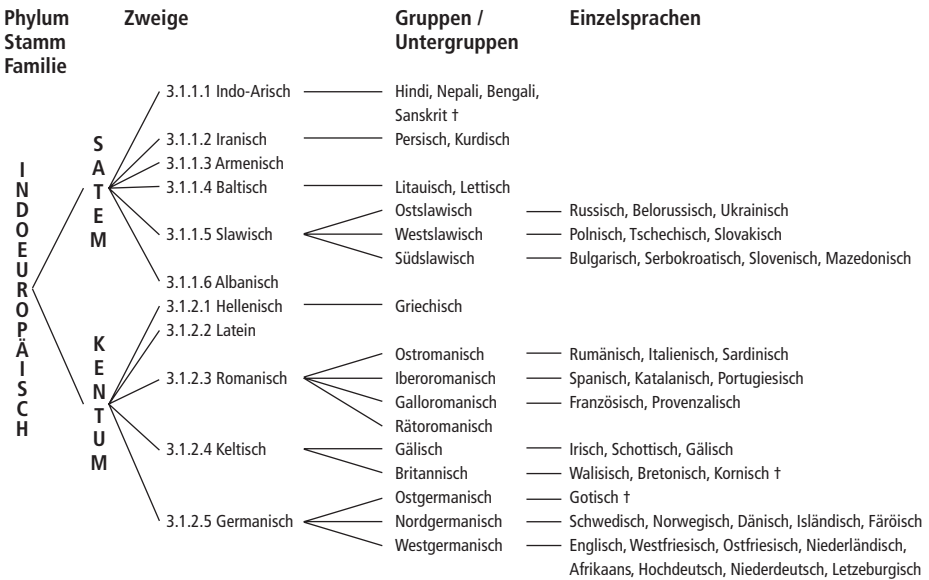 Phylum Zweige Gruppen / Einzelsprachen
Stamm Untergruppen
Familie
INDOEUROPÄISCH
SATEM
3.1.1.1 Indo-Arisch Hindi, Nepali, Bengali,
Sanskrit †
3.1.1.2 Iranisch Persisch, Kurdisch
3.1.1.3 Armenisch
3.1.1.4 Baltisch Litauisch, Lettisch
Ostslawisch Russisch, Belorussisch, Ukrainisch
3.1.1.5 Slawisch Westslawisch Polnisch, Tschechisch, Slovakisch
Südslawisch Bulgarisch, Serbokroatisch, Slovenisch, Mazedonisch
3.1.1.6 Albanisch
KENTUM
3.1.2.1 Hellenisch Griechisch
3.1.2.2 Latein
Ostromanisch Rumänisch, Italienisch, Sardinisch
3.1.2.3 Romanisch Iberoromanisch Spanisch, Katalanisch, Portugiesisch
Galloromanisch Französisch, Provenzalisch
Rätoromanisch
3.1.2.4 Keltisch Gälisch Irisch, Schottisch, Gälisch
Britannisch Walisisch, Bretonisch, Kornisch †
Ostgermanisch Gotisch †
3.1.2.5 Germanisch Nordgermanisch Schwedisch, Norwegisch, Dänisch, Isländisch, Färöisch
Westgermanisch Englisch, Westfriesisch, Ostfriesisch, Niederländisch,
Afrikaans, Hochdeutsch, Niederdeutsch, Letzeburgisch